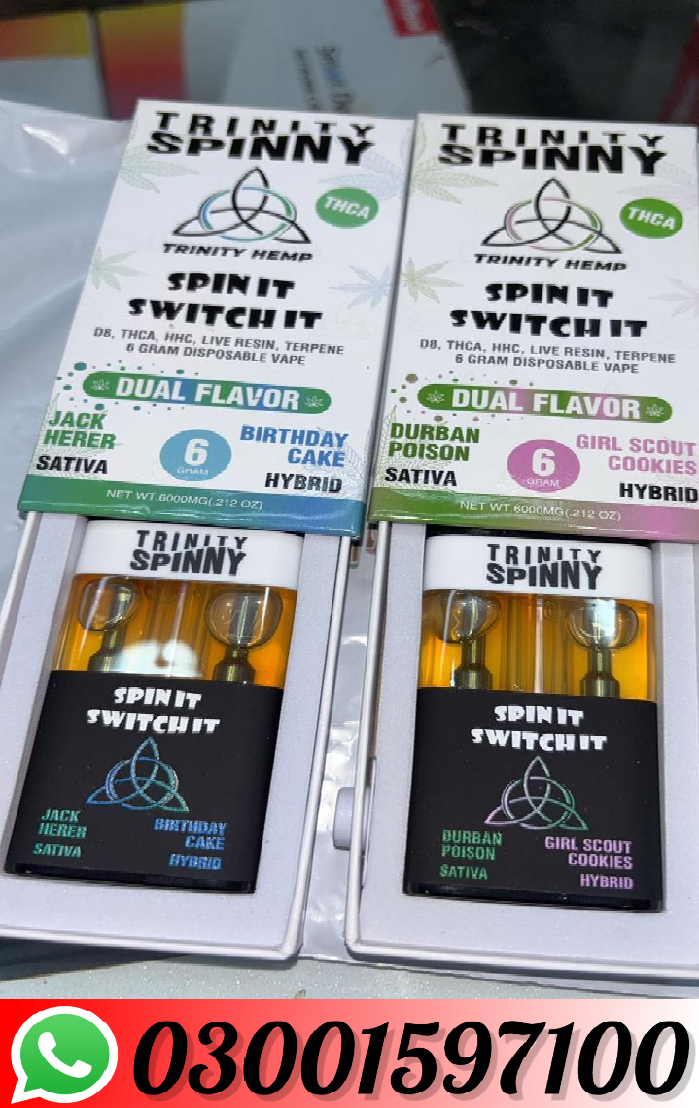 TRINITY
SPINNY
THCA
TRINITY HEMP
SPIN IT
SWITCH IT
D8, THCA, HHC, LIVE RESIN, TERPENE
6 GRAM DISPOSABLE VAPE
DUAL FLAVOR
JACK
HERER
SATIVA
6
GRAM
BIRTHDAY
CAKE
HYBRID
NET WT.6000MG(.212 OZ)
TRINITY
SPINNY
THCA
TRINITY HEMP
SPIN IT
SWITCH IT
D8, THCA, HHC, LIVE RESIN, TERPENE
6 GRAM DISPOSABLE VAPE
DUAL FLAVOR
DURBAN
POISON
SATIVA
6
GRAM
GIRL SCOUT
COOKIES
HYBRID
NET WT.6000MG(.212 OZ)
TRINITY
SPINNY
SPIN IT
SWITCH IT
JACK
HERER
SATIVA
BIRTHDAY
CAKE
HYBRID
TRINITY
SPINNY
SPIN IT
SWITCH IT
DURBAN
POISON
SATIVA
GIRL SCOUT
COOKIES
HYBRID
03001597100